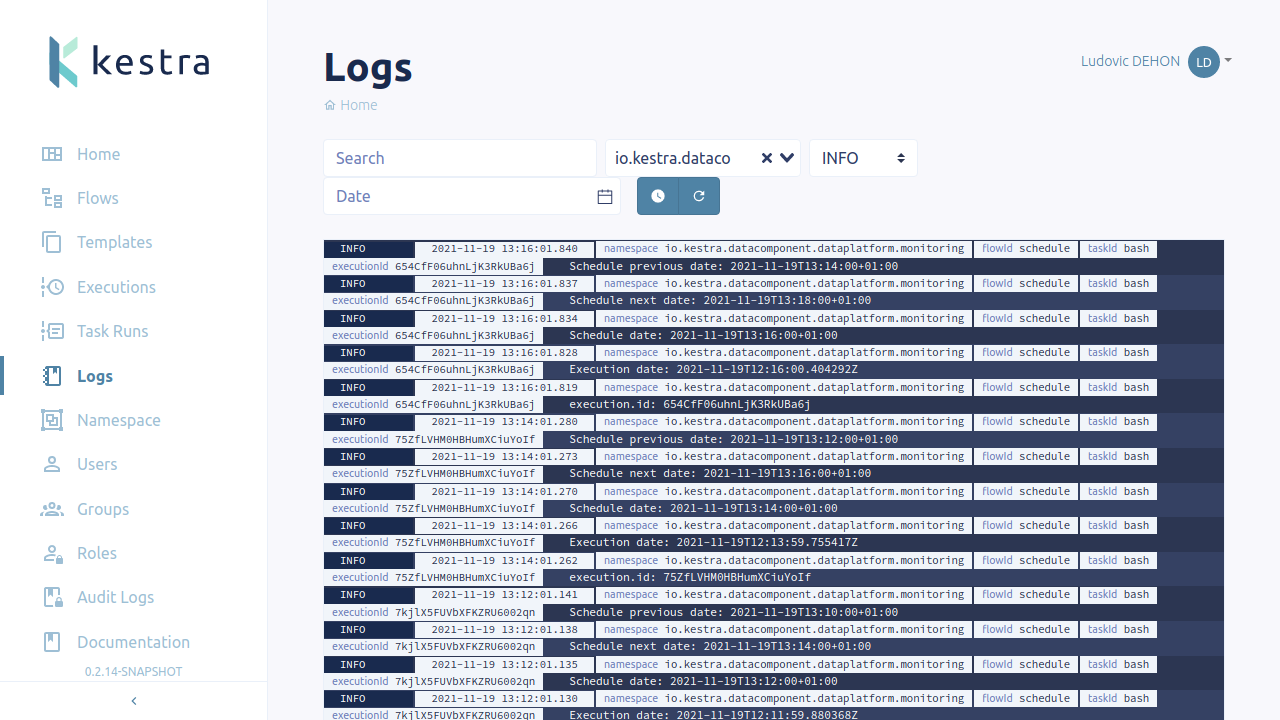 kestra
Home
Flows
Templates
Executions
Task Runs
Logs
Namespace
Users
Groups
Roles
Audit Logs
Documentation
0.2.14-SNAPSHOT
Logs
Home
Ludovic DEHON LD
Search io.kestra.dataco INFO
Date
INFO 2021-11-19 13:16:01.840 namespace io.kestra.datacomponent.dataplatform.monitoring flowId schedule taskId bash
executionId 654CfF06uhnLjK3RkUBa6j Schedule previous date: 2021-11-19T13:14:00+01:00
INFO 2021-11-19 13:16:01.837 namespace io.kestra.datacomponent.dataplatform.monitoring flowId schedule taskId bash
executionId 654CfF06uhnLjK3RkUBa6j Schedule next date: 2021-11-19T13:18:00+01:00
INFO 2021-11-19 13:16:01.834 namespace io.kestra.datacomponent.dataplatform.monitoring flowId schedule taskId bash
executionId 654CfF06uhnLjK3RkUBa6j Schedule date: 2021-11-19T13:16:00+01:00
INFO 2021-11-19 13:16:01.828 namespace io.kestra.datacomponent.dataplatform.monitoring flowId schedule taskId bash
executionId 654CfF06uhnLjK3RkUBa6j Execution date: 2021-11-19T12:16:00.404292Z
INFO 2021-11-19 13:16:01.819 namespace io.kestra.datacomponent.dataplatform.monitoring flowId schedule taskId bash
executionId 654CfF06uhnLjK3RkUBa6j execution.id: 654CfF06uhnLjK3RkUBa6j
INFO 2021-11-19 13:14:01.280 namespace io.kestra.datacomponent.dataplatform.monitoring flowId schedule taskId bash
executionId 75ZfLVHM0HBHumXCiuYoIf Schedule previous date: 2021-11-19T13:12:00+01:00
INFO 2021-11-19 13:14:01.273 namespace io.kestra.datacomponent.dataplatform.monitoring flowId schedule taskId bash
executionId 75ZfLVHM0HBHumXCiuYoIf Schedule next date: 2021-11-19T13:16:00+01:00
INFO 2021-11-19 13:14:01.270 namespace io.kestra.datacomponent.dataplatform.monitoring flowId schedule taskId bash
executionId 75ZfLVHM0HBHumXCiuYoIf Schedule date: 2021-11-19T13:14:00+01:00
INFO 2021-11-19 13:14:01.266 namespace io.kestra.datacomponent.dataplatform.monitoring flowId schedule taskId bash
executionId 75ZfLVHM0HBHumXCiuYoIf Execution date: 2021-11-19T12:13:59.755417Z
INFO 2021-11-19 13:14:01.262 namespace io.kestra.datacomponent.dataplatform.monitoring flowId schedule taskId bash
executionId 75ZfLVHM0HBHumXCiuYoIf execution.id: 75ZfLVHM0HBHumXCiuYoIf
INFO 2021-11-19 13:12:01.141 namespace io.kestra.datacomponent.dataplatform.monitoring flowId schedule taskId bash
executionId 7kjlX5FUVbXFKZRU6002qn Schedule previous date: 2021-11-19T13:10:00+01:00
INFO 2021-11-19 13:12:01.138 namespace io.kestra.datacomponent.dataplatform.monitoring flowId schedule taskId bash
executionId 7kjlX5FUVbXFKZRU6002qn Schedule next date: 2021-11-19T13:14:00+01:00
INFO 2021-11-19 13:12:01.135 namespace io.kestra.datacomponent.dataplatform.monitoring flowId schedule taskId bash
executionId 7kjlX5FUVbXFKZRU6002qn Schedule date: 2021-11-19T13:12:00+01:00
INFO 2021-11-19 13:12:01.130 namespace io.kestra.datacomponent.dataplatform.monitoring flowId schedule taskId bash
executionId 7kjlX5FUVbXFKZRU6002qn Execution date: 2021-11-19T12:11:59.880368Z